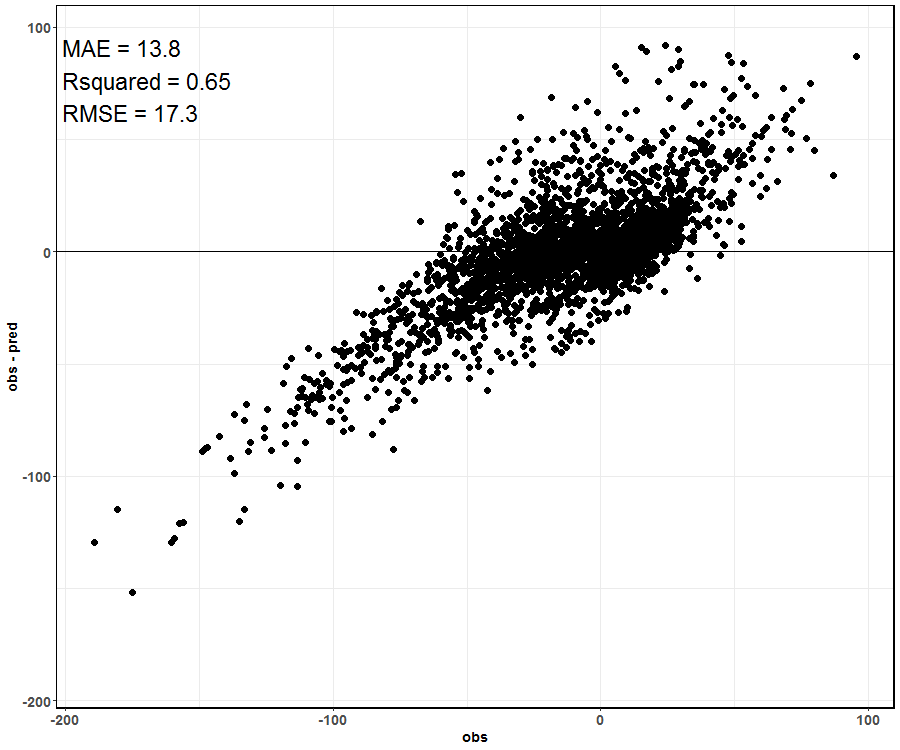 MAE = 13.8
Rsquared = 0.65
RMSE = 17.3
100
0
-100
-200
obs - pred
-200
-100
0
100
obs